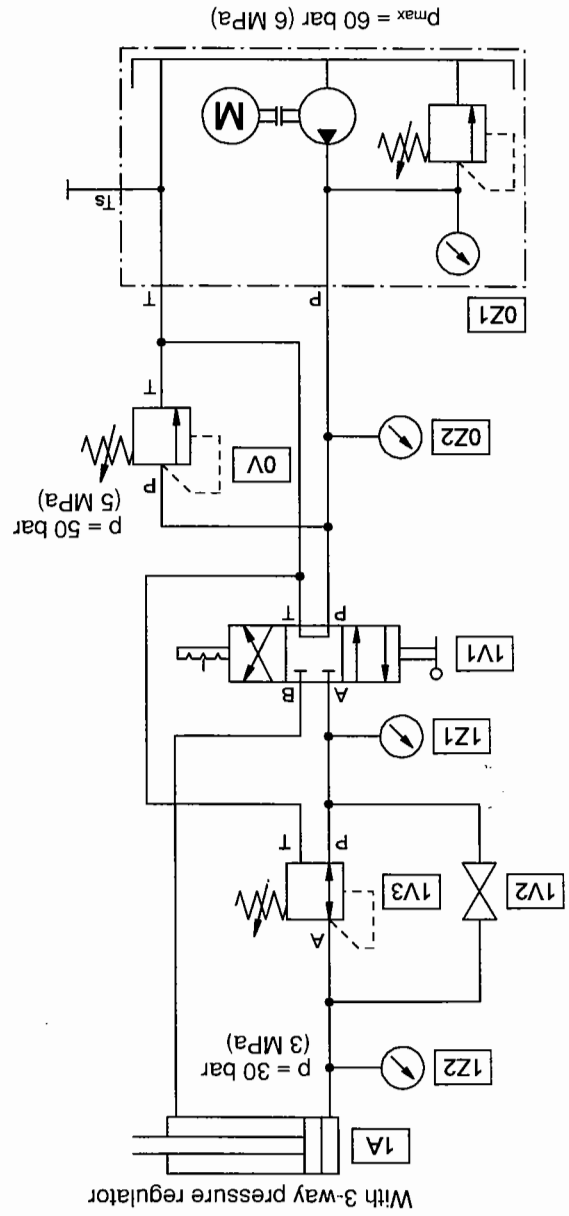 With 3-way pressure regulator
1A
1Z2
p = 30 bar
(3 MPa)
A
1V2
1V3
P
T
1Z1
A
B
1V1
P
T
p = 50 bar
(5 MPa)
P
0V
0Z2
T
0Z1
P
T
Ts
M
pmax = 60 bar (6 MPa)